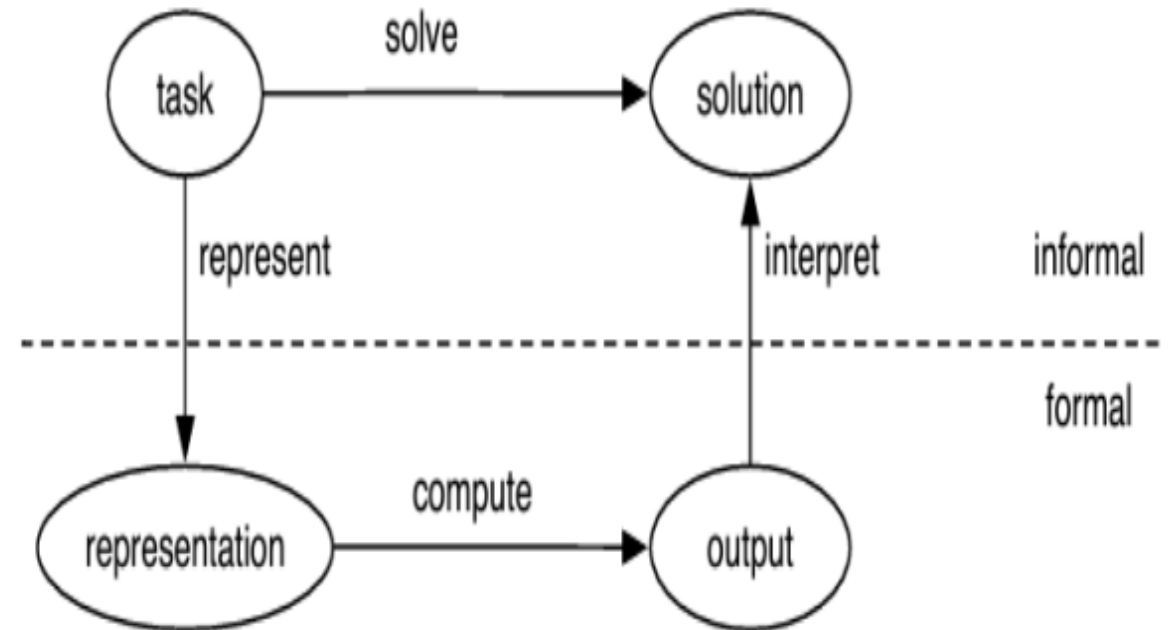 solve
task
solution
represent
interpret
informal
formal
compute
representation
output